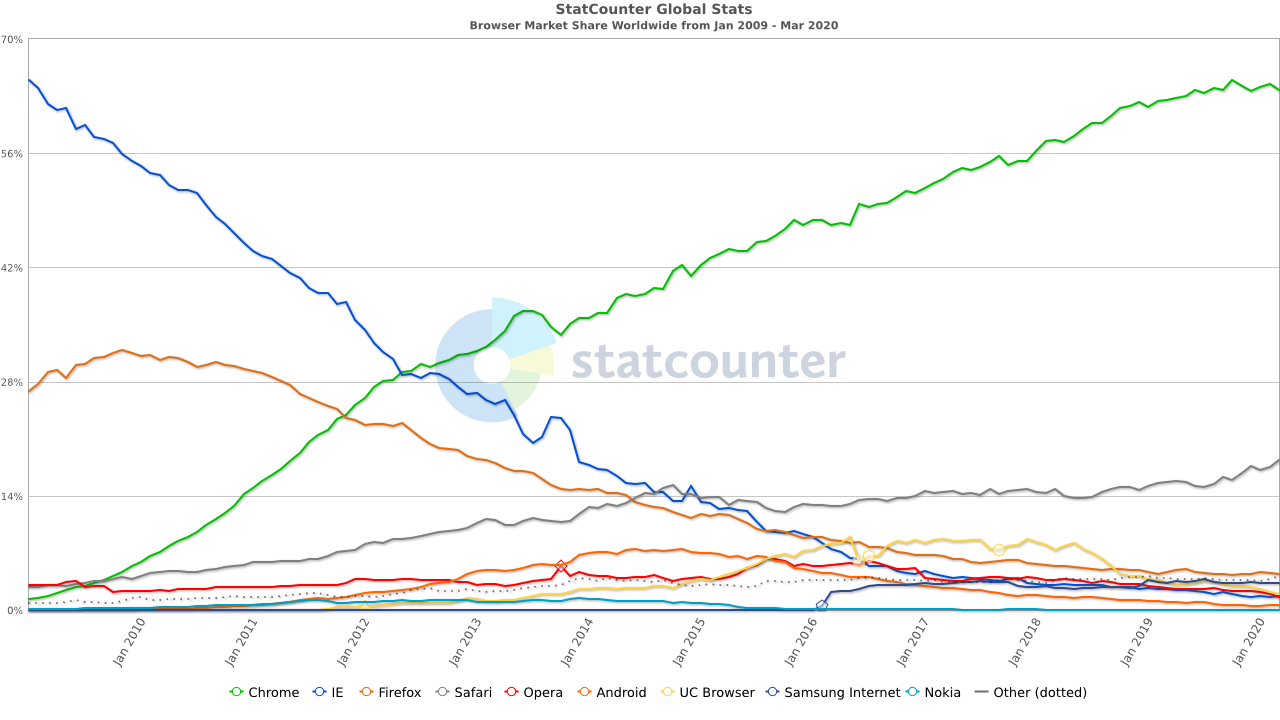 StatCounter Global Stats
Browser Market Share Worldwide from Jan 2009 - Mar 2020
70%
56%
42%
28%
14%
0%
statcounter
Jan 2010
Jan 2011
Jan 2012
Jan 2013
Jan 2014
Jan 2015
Jan 2016
Jan 2017
Jan 2018
Jan 2019
Jan 2020
Chrome IE Firefox Safari Opera Android UC Browser Samsung Internet Nokia Other (dotted)